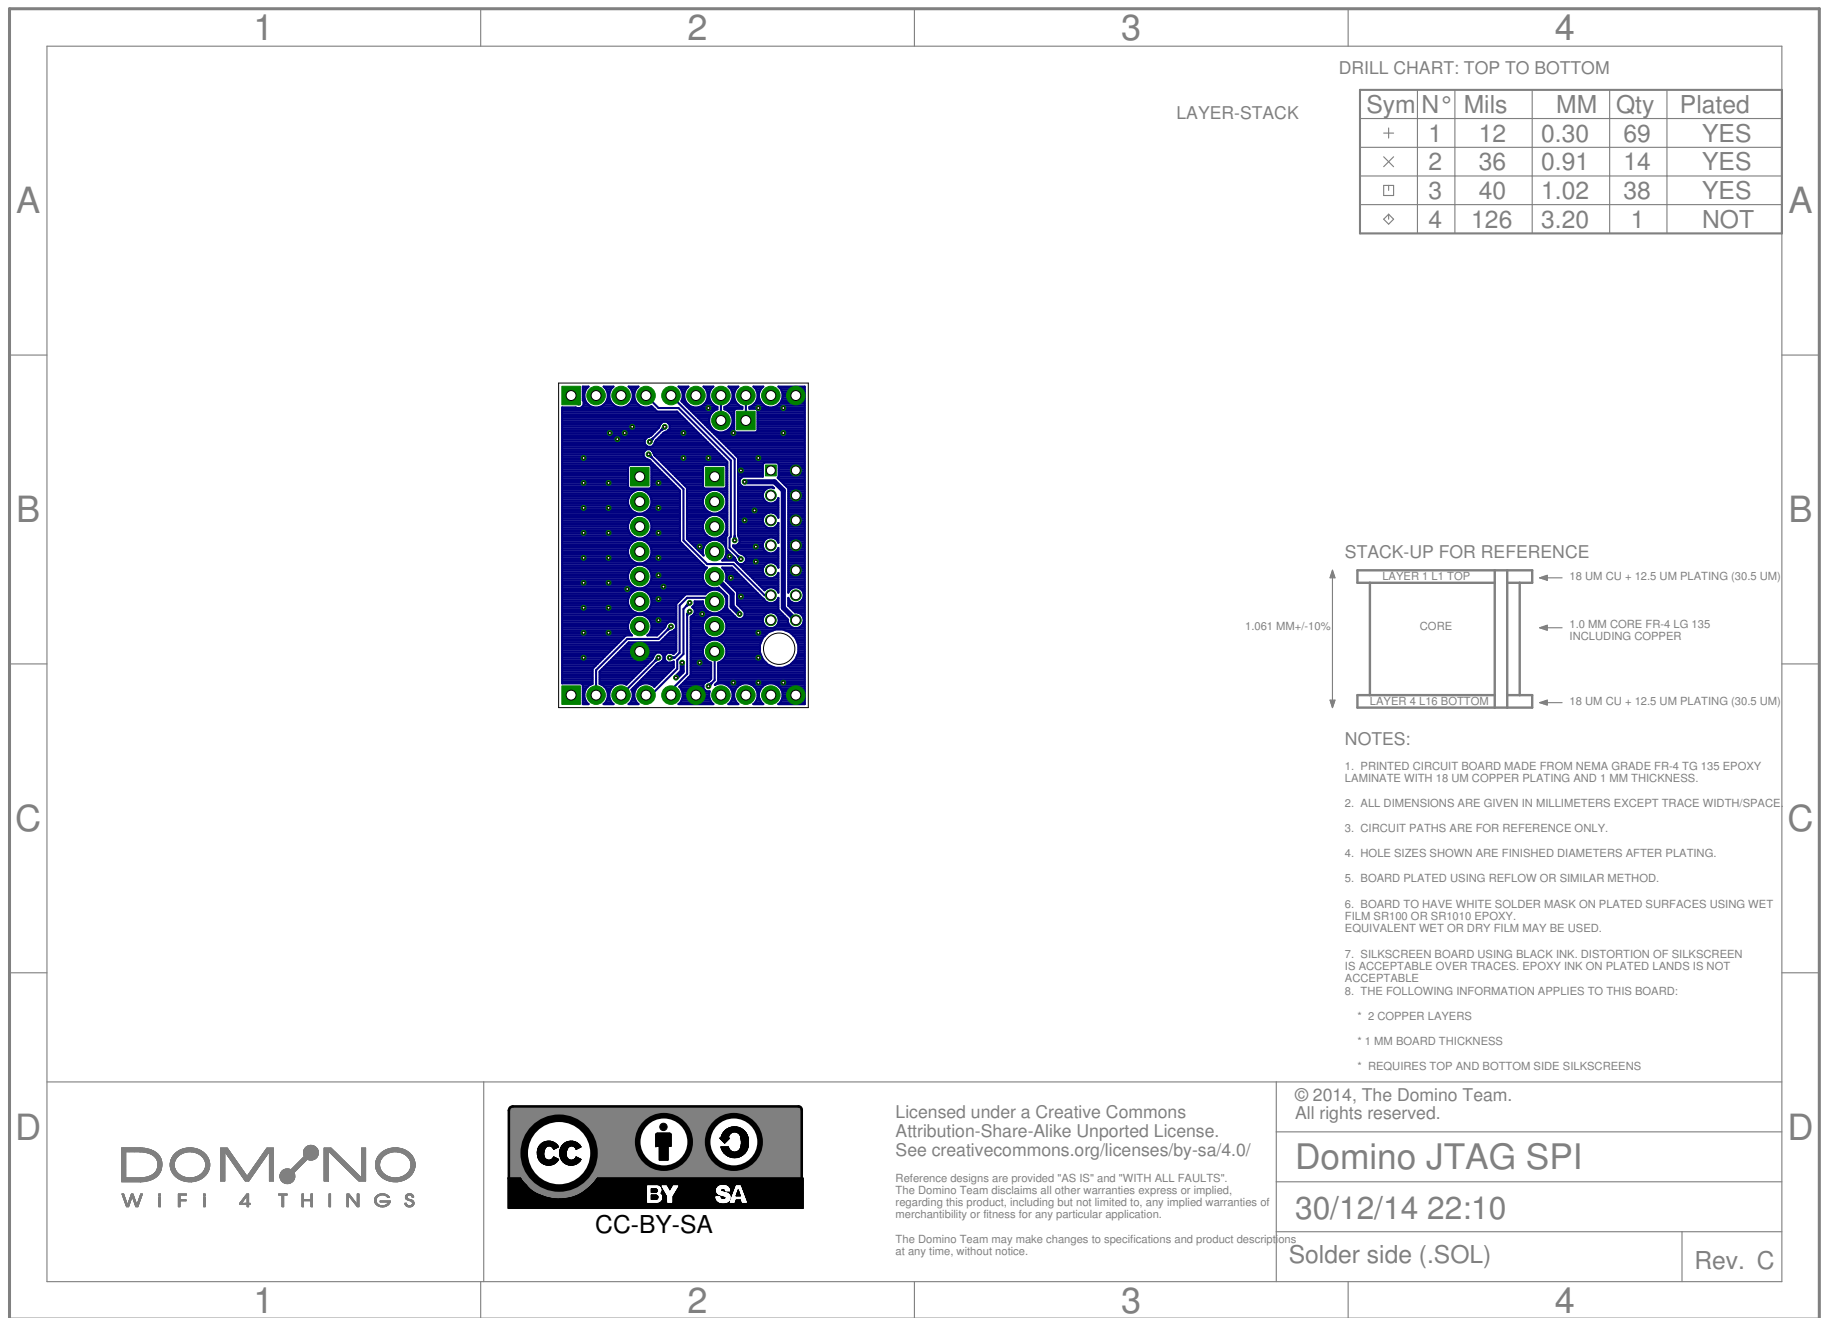 1 2 3 4
DRILL CHART: TOP TO BOTTOM
LAYER-STACK
Sym N° Mils MM Qty Plated
+ 1 12 0.30 69 YES
× 2 36 0.91 14 YES
3 40 1.02 38 YES
4 126 3.20 1 NOT
A A
B B
STACK-UP FOR REFERENCE
LAYER 1 L1 TOP
18 UM CU + 12.5 UM PLATING (30.5 UM)
1.061 MM+/-10%
CORE
1.0 MM CORE FR-4 LG 135
INCLUDING COPPER
LAYER 4 L16 BOTTOM
18 UM CU + 12.5 UM PLATING (30.5 UM)
NOTES:
1. PRINTED CIRCUIT BOARD MADE FROM NEMA GRADE FR-4 TG 135 EPOXY
LAMINATE WITH 18 UM COPPER PLATING AND 1 MM THICKNESS.
2. ALL DIMENSIONS ARE GIVEN IN MILLIMETERS EXCEPT TRACE WIDTH/SPACE
C C
3. CIRCUIT PATHS ARE FOR REFERENCE ONLY.
4. HOLE SIZES SHOWN ARE FINISHED DIAMETERS AFTER PLATING.
5. BOARD PLATED USING REFLOW OR SIMILAR METHOD.
6. BOARD TO HAVE WHITE SOLDER MASK ON PLATED SURFACES USING WET
FILM SR100 OR SR1010 EPOXY.
EQUIVALENT WET OR DRY FILM MAY BE USED.
7. SILKSCREEN BOARD USING BLACK INK. DISTORTION OF SILKSCREEN
IS ACCEPTABLE OVER TRACES. EPOXY INK ON PLATED LANDS IS NOT
ACCEPTABLE
8. THE FOLLOWING INFORMATION APPLIES TO THIS BOARD:
* 2 COPPER LAYERS
* 1 MM BOARD THICKNESS
* REQUIRES TOP AND BOTTOM SIDE SILKSCREENS
D D
DOMINO
WIFI 4 THINGS
CC
BY SA
CC-BY-SA
Licensed under a Creative Commons
Attribution-Share-Alike Unported License.
See creativecommons.org/licenses/by-sa/4.0/
Reference designs are provided "AS IS" and "WITH ALL FAULTS".
The Domino Team disclaims all other warranties express or implied,
regarding this product, including but not limited to, any implied warranties of
merchantibility or fitness for any particular application.
The Domino Team may make changes to specifications and product descriptions
at any time, without notice.
© 2014, The Domino Team.
All rights reserved.
Domino JTAG SPI
30/12/14 22:10
Solder side (.SOL)
Rev. C
1 2 3 4